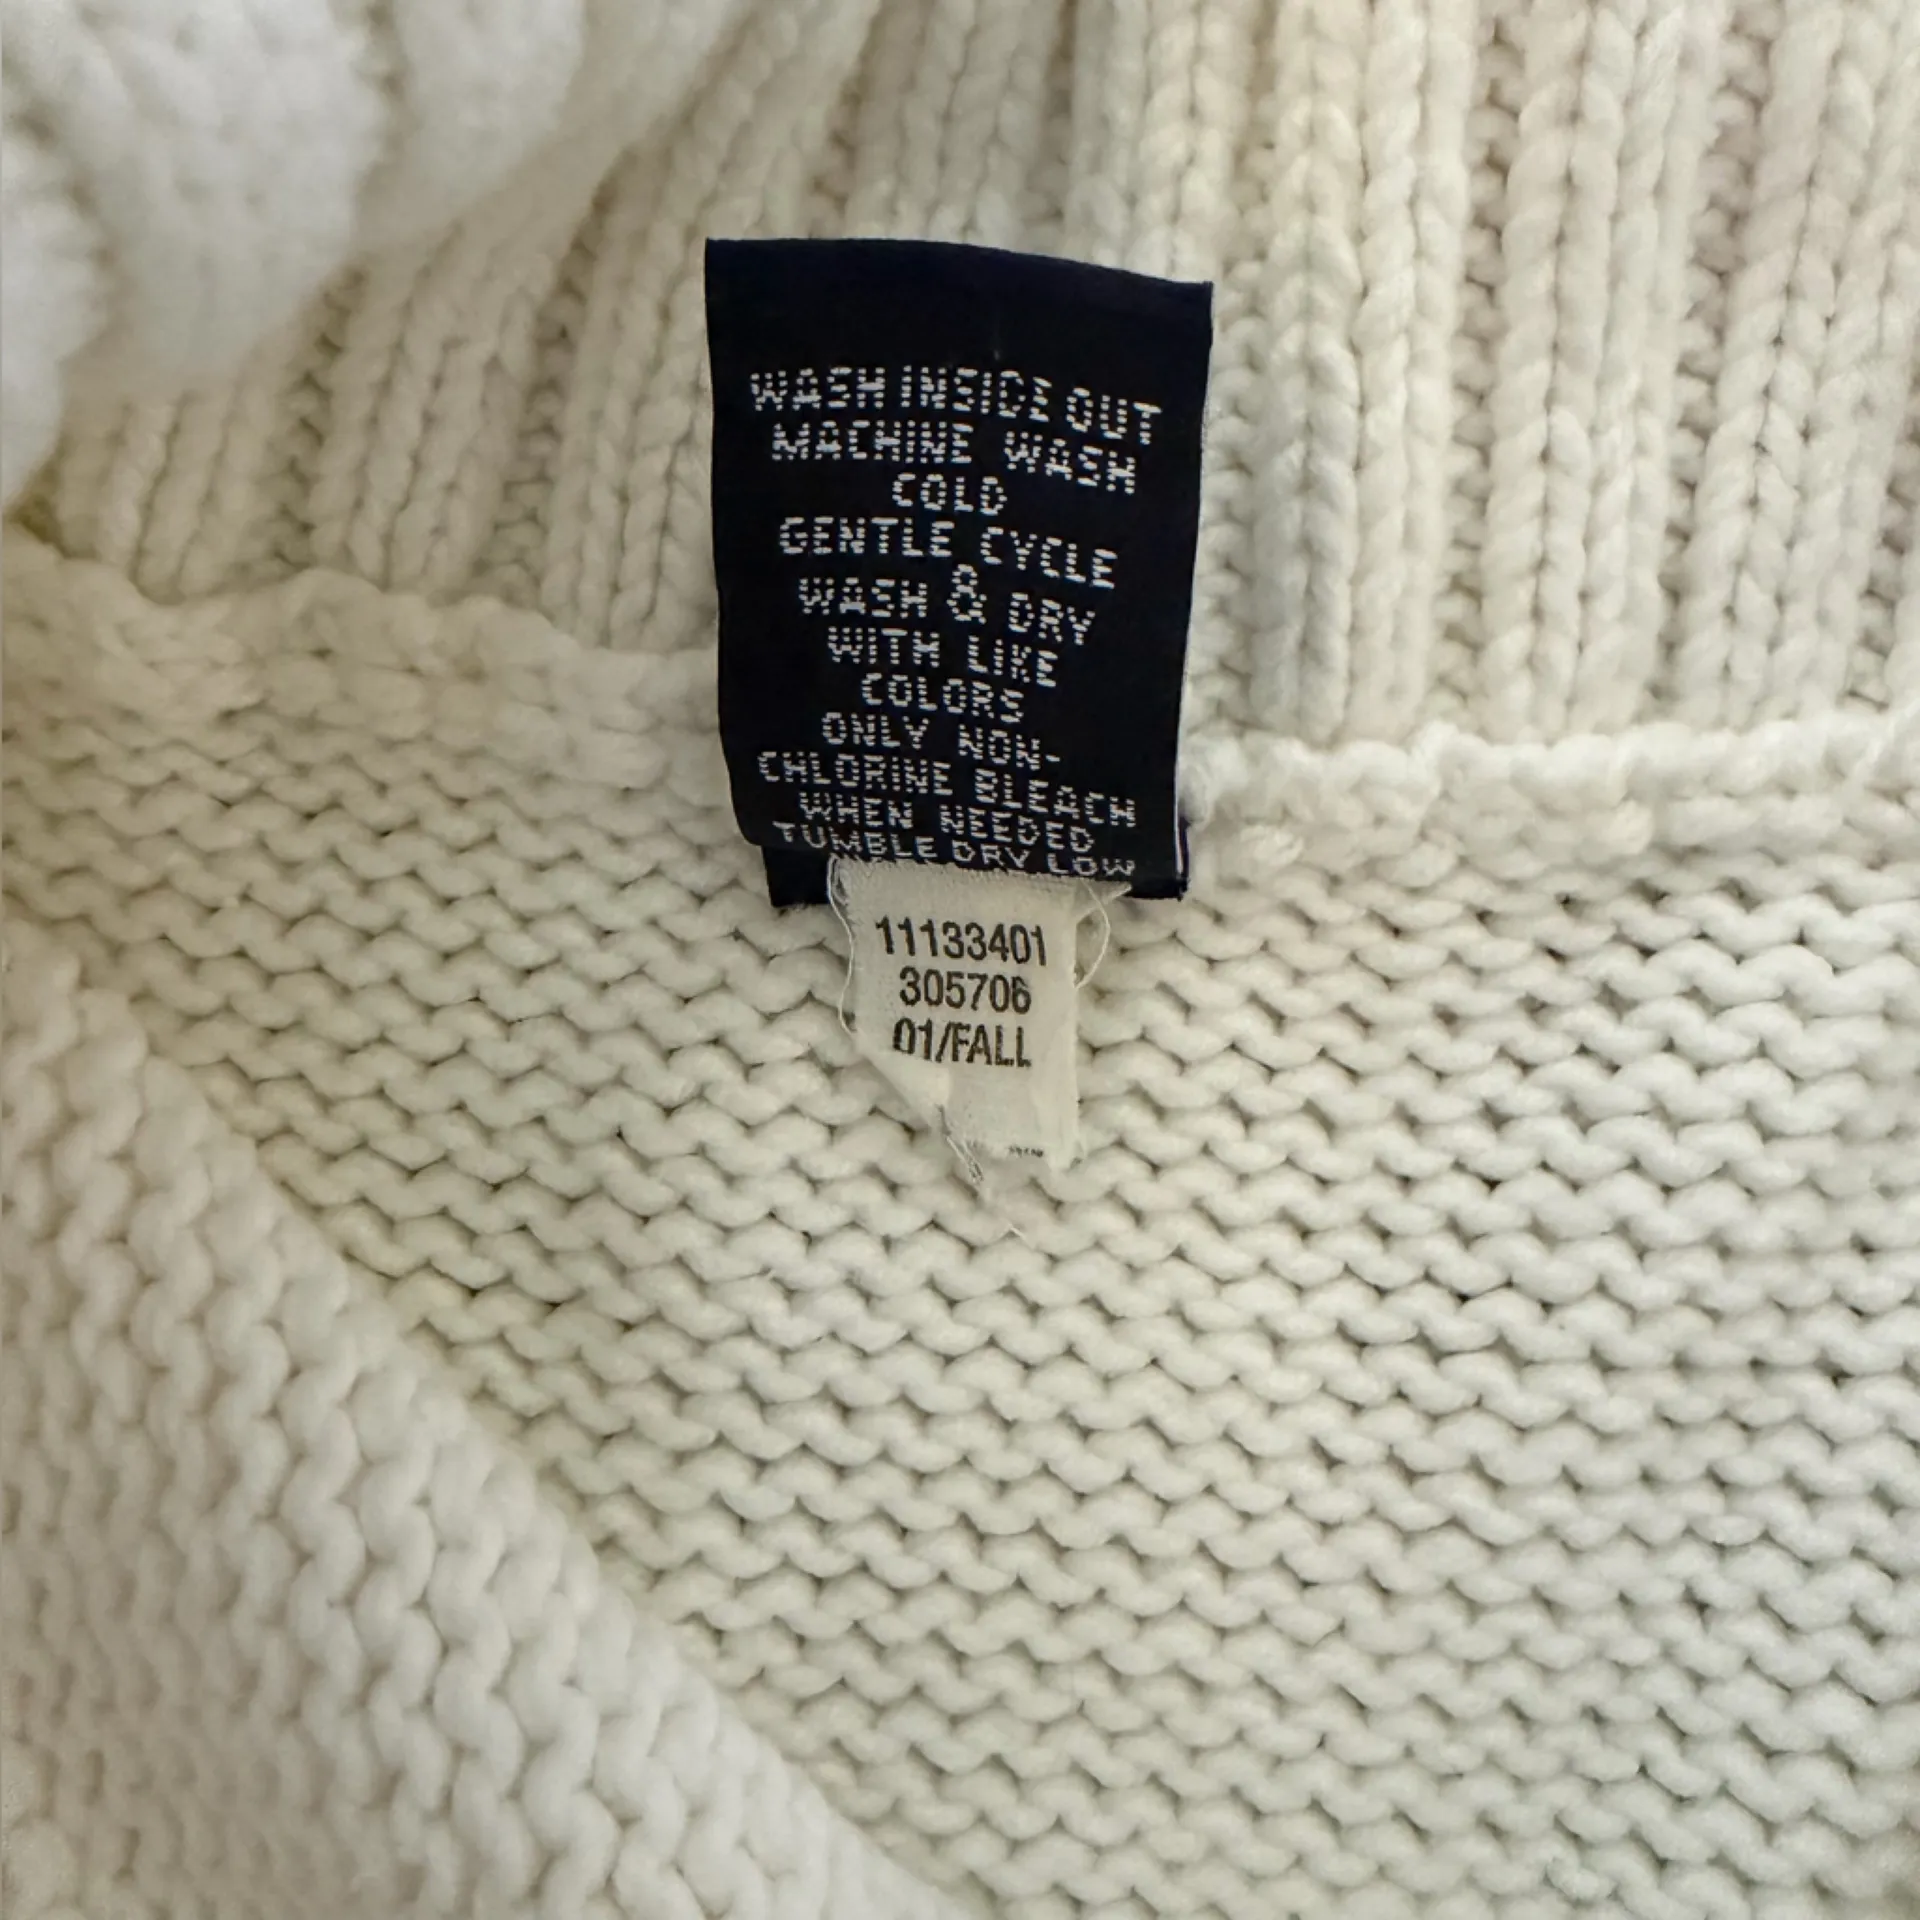 WASH INSIDE OUT
MACHINE WASH
COLD
GENTLE CYCLE
WASH & DRY
WITH LIKE
COLORS
ONLY NON-
CHLORINE BLEACH
WHEN NEEDED
TUMBLE DRY LOW
11133401
305706
01/FALL